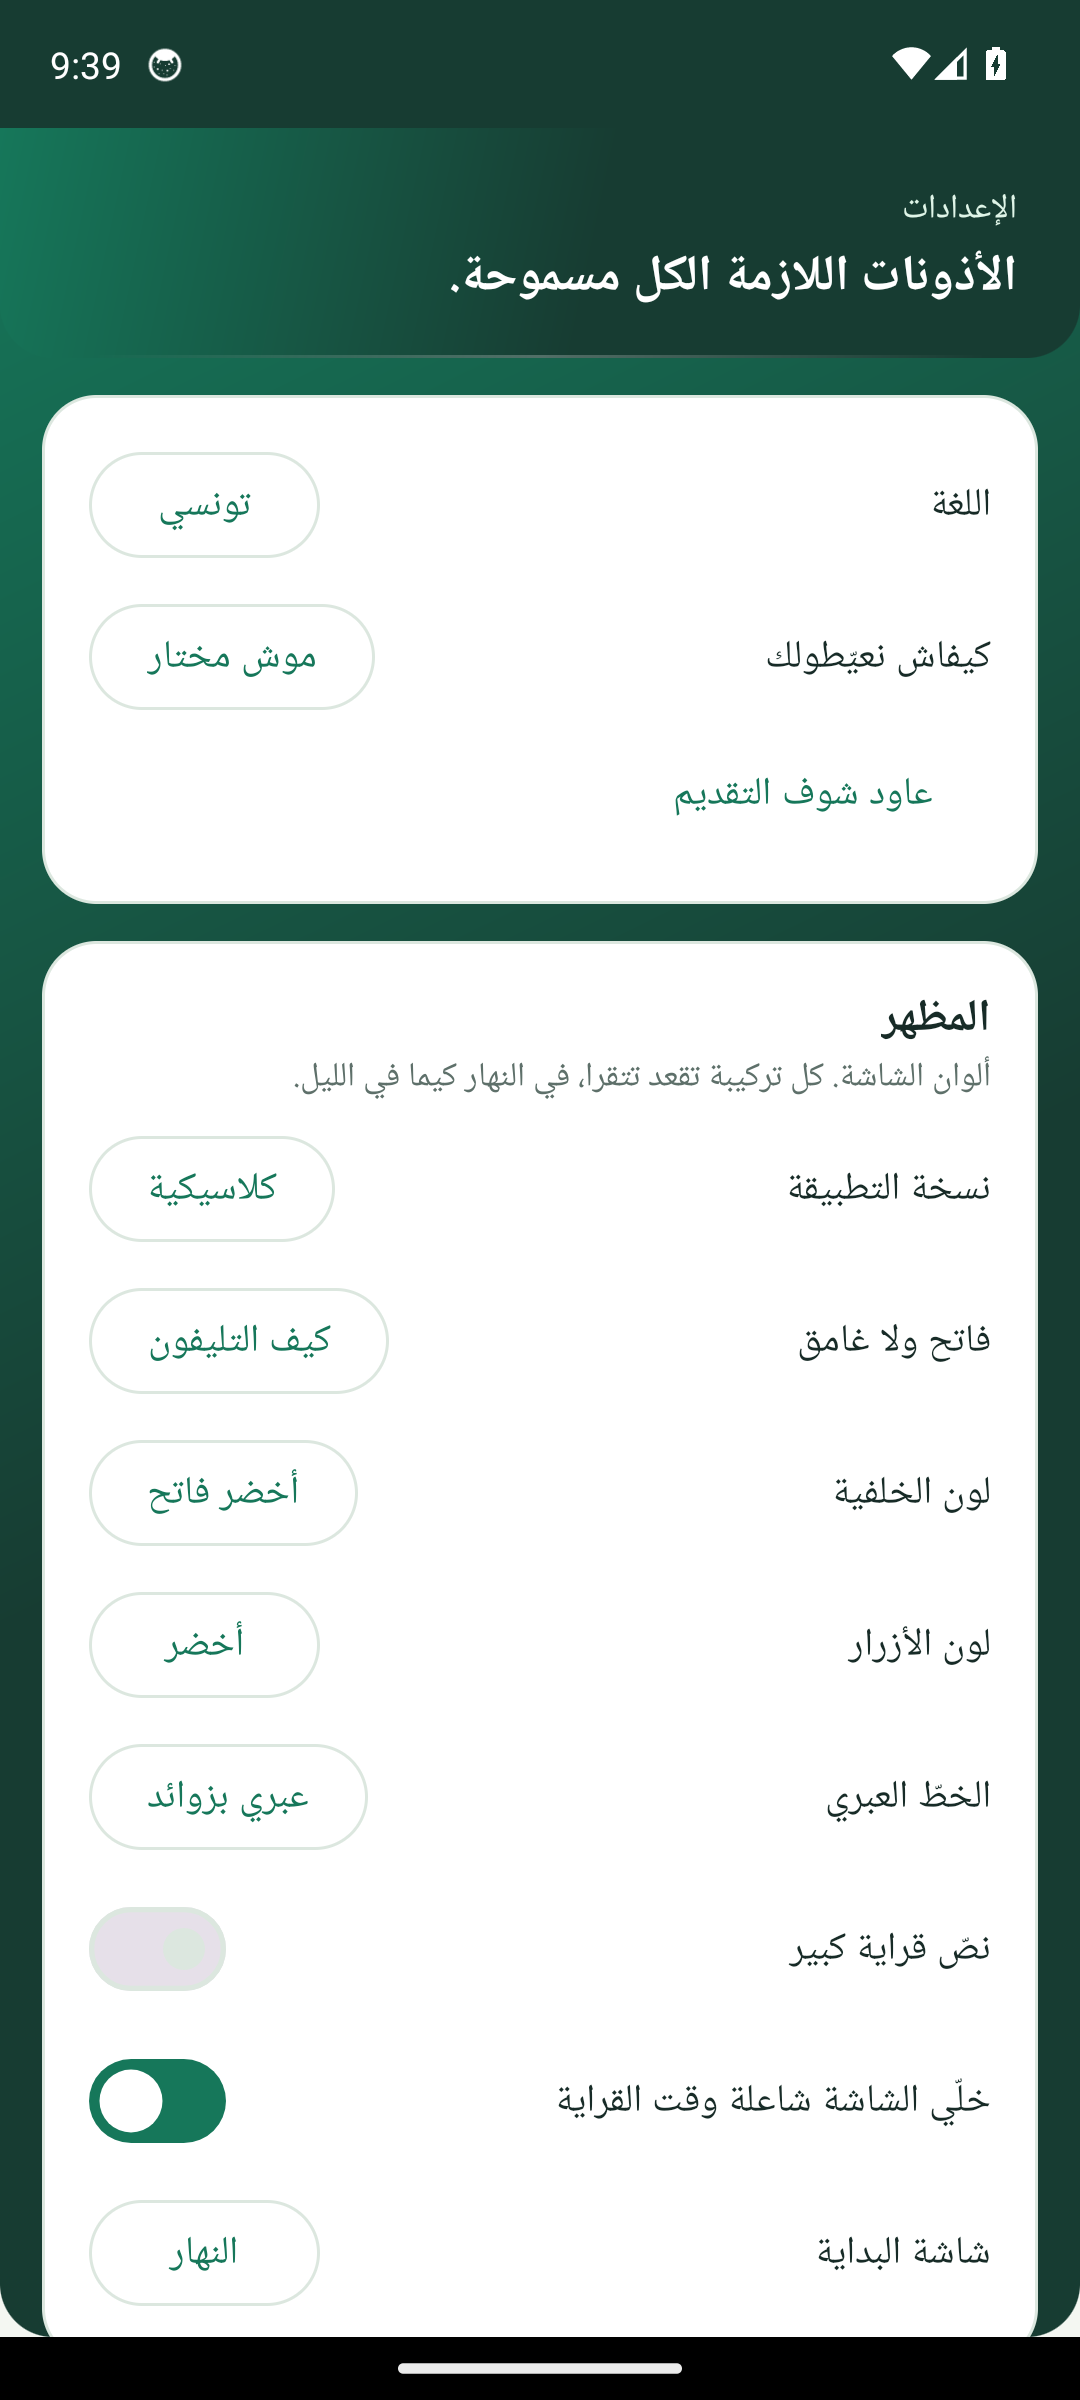 9:39
الإعدادات
الأذونات اللازمة الكل مسموحة.
اللغة
تونسي
كيفاش نعيّطولك
موش مختار
عاود شوف التقديم
المظهر
ألوان الشاشة. كل تركيبة تقعد تتقرا، في النهار كيما في الليل.
نسخة التطبيقة
كلاسيكية
فاتح ولا غامق
كيف التليفون
لون الخلفية
أخضر فاتح
لون الأزرار
أخضر
الخطّ العبري
عبري بزوائد
نصّ قراية كبير
خلّي الشاشة شاعلة وقت القراية
شاشة البداية
النهار